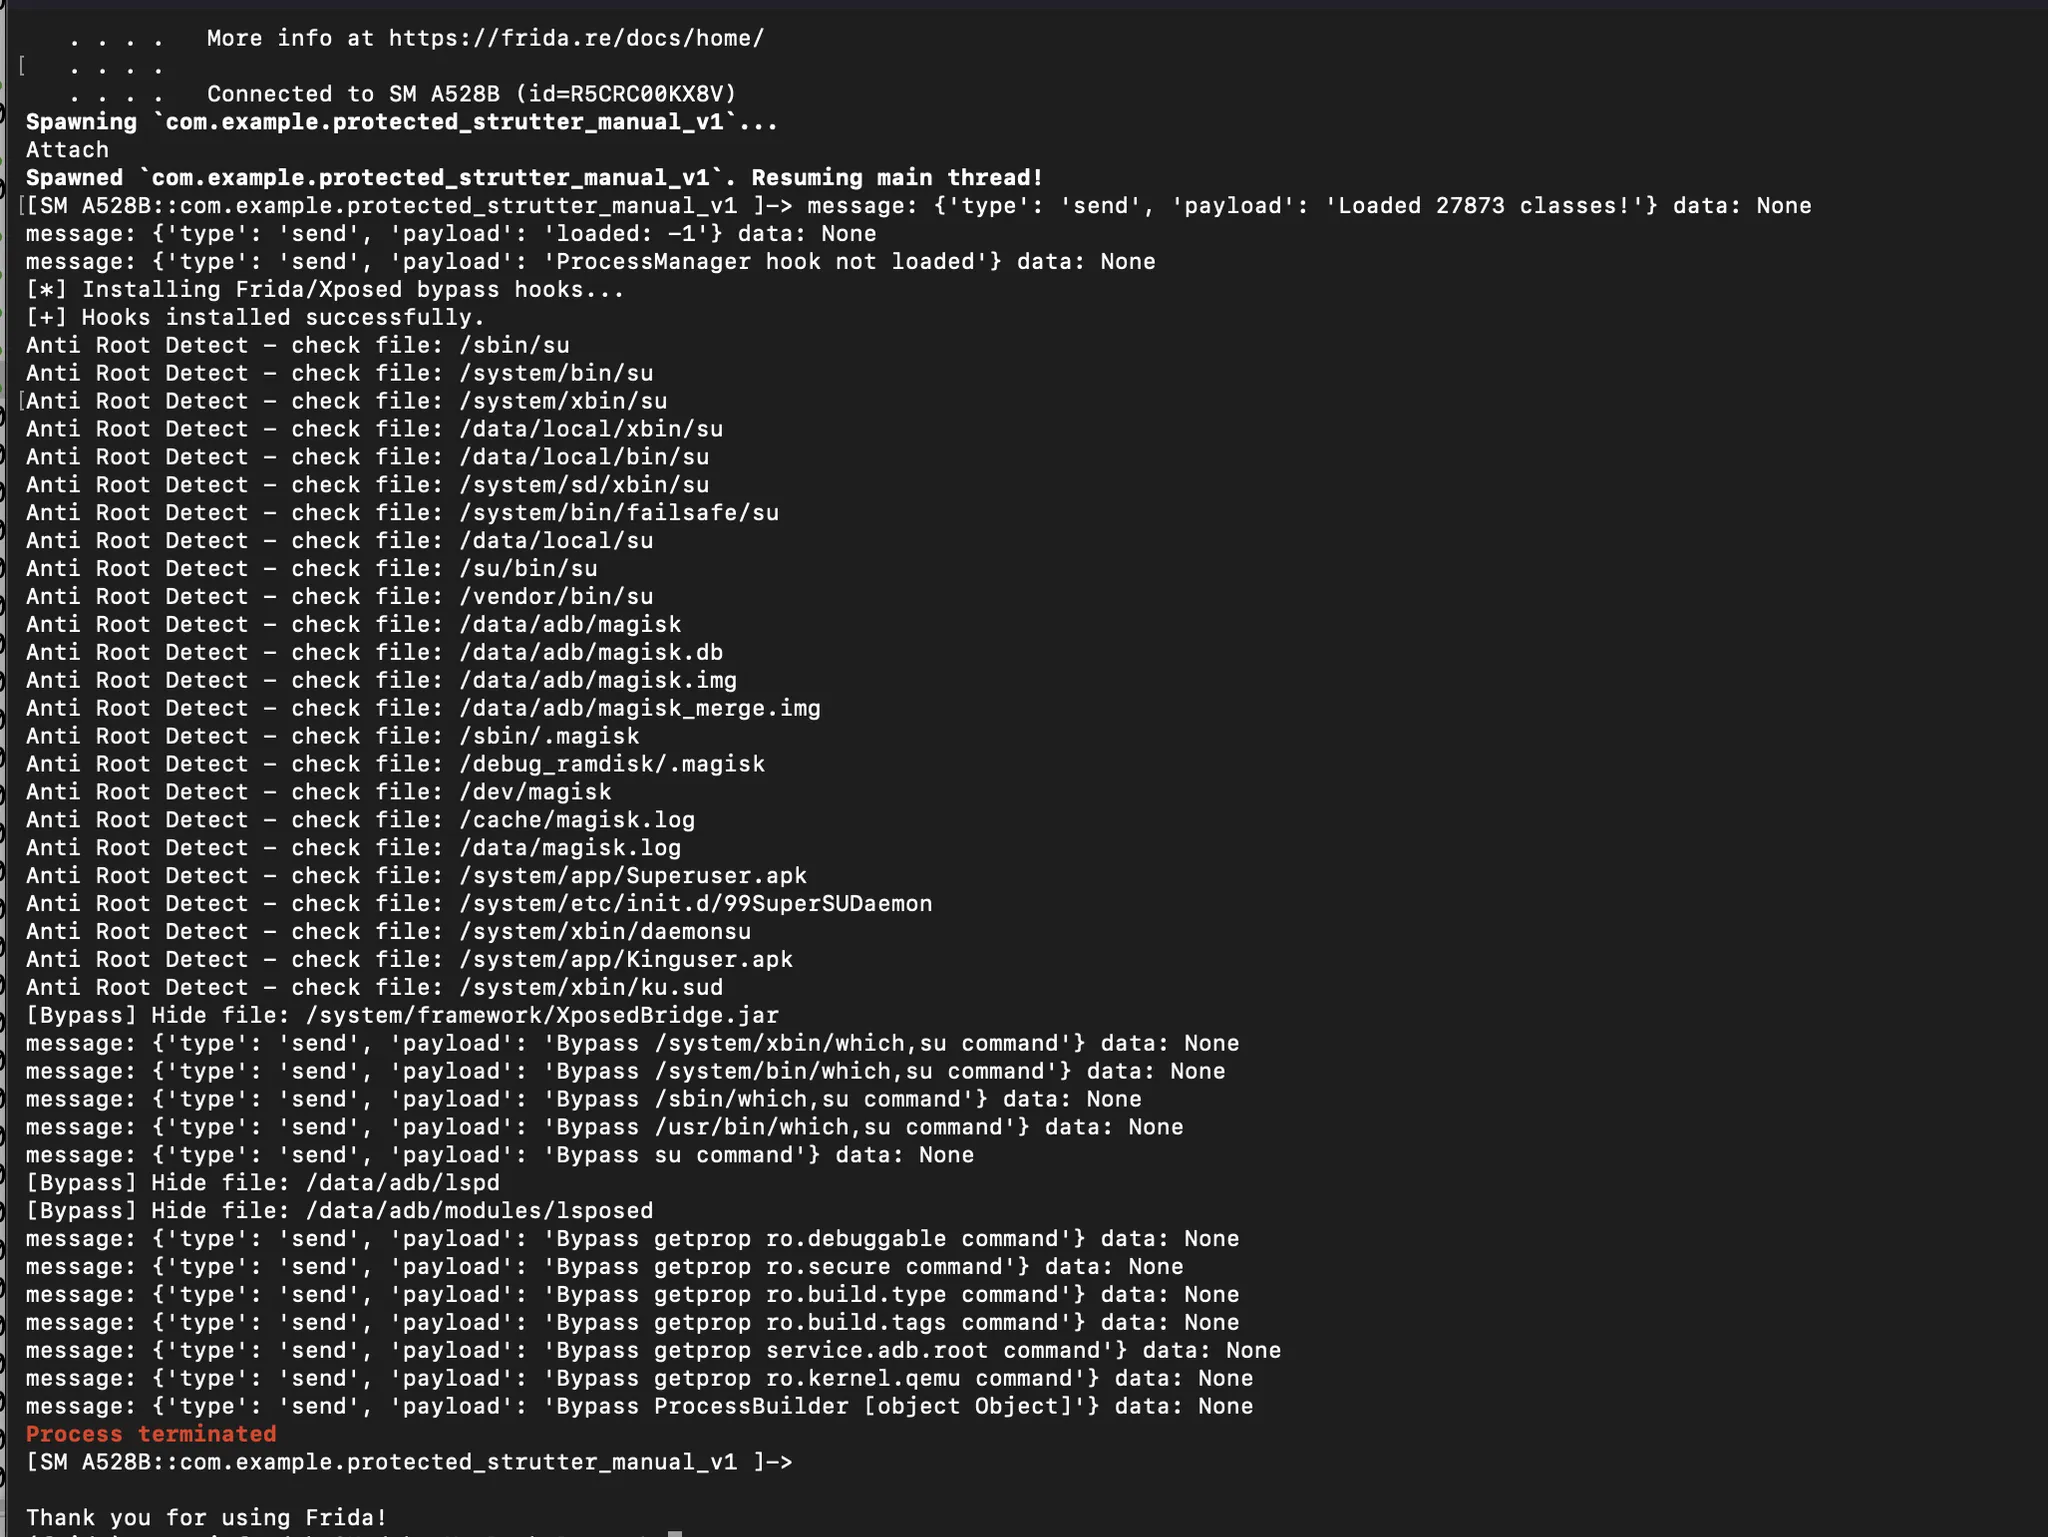 . . . .   More info at https://frida.re/docs/home/
[   . . . .
. . . .   Connected to SM A528B (id=R5CRC00KX8V)
Spawning `com.example.protected_strutter_manual_v1`...
Attach
Spawned `com.example.protected_strutter_manual_v1`. Resuming main thread!
[[SM A528B::com.example.protected_strutter_manual_v1 ]-> message: {'type': 'send', 'payload': 'Loaded 27873 classes!'} data: None
message: {'type': 'send', 'payload': 'loaded: -1'} data: None
message: {'type': 'send', 'payload': 'ProcessManager hook not loaded'} data: None
[*] Installing Frida/Xposed bypass hooks...
[+] Hooks installed successfully.
Anti Root Detect - check file: /sbin/su
Anti Root Detect - check file: /system/bin/su
[Anti Root Detect - check file: /system/xbin/su
Anti Root Detect - check file: /data/local/xbin/su
Anti Root Detect - check file: /data/local/bin/su
Anti Root Detect - check file: /system/sd/xbin/su
Anti Root Detect - check file: /system/bin/failsafe/su
Anti Root Detect - check file: /data/local/su
Anti Root Detect - check file: /su/bin/su
Anti Root Detect - check file: /vendor/bin/su
Anti Root Detect - check file: /data/adb/magisk
Anti Root Detect - check file: /data/adb/magisk.db
Anti Root Detect - check file: /data/adb/magisk.img
Anti Root Detect - check file: /data/adb/magisk_merge.img
Anti Root Detect - check file: /sbin/.magisk
Anti Root Detect - check file: /debug_ramdisk/.magisk
Anti Root Detect - check file: /dev/magisk
Anti Root Detect - check file: /cache/magisk.log
Anti Root Detect - check file: /data/magisk.log
Anti Root Detect - check file: /system/app/Superuser.apk
Anti Root Detect - check file: /system/etc/init.d/99SuperSUDaemon
Anti Root Detect - check file: /system/xbin/daemonsu
Anti Root Detect - check file: /system/app/Kinguser.apk
Anti Root Detect - check file: /system/xbin/ku.sud
[Bypass] Hide file: /system/framework/XposedBridge.jar
message: {'type': 'send', 'payload': 'Bypass /system/xbin/which,su command'} data: None
message: {'type': 'send', 'payload': 'Bypass /system/bin/which,su command'} data: None
message: {'type': 'send', 'payload': 'Bypass /sbin/which,su command'} data: None
message: {'type': 'send', 'payload': 'Bypass /usr/bin/which,su command'} data: None
message: {'type': 'send', 'payload': 'Bypass su command'} data: None
[Bypass] Hide file: /data/adb/lspd
[Bypass] Hide file: /data/adb/modules/lsposed
message: {'type': 'send', 'payload': 'Bypass getprop ro.debuggable command'} data: None
message: {'type': 'send', 'payload': 'Bypass getprop ro.secure command'} data: None
message: {'type': 'send', 'payload': 'Bypass getprop ro.build.type command'} data: None
message: {'type': 'send', 'payload': 'Bypass getprop ro.build.tags command'} data: None
message: {'type': 'send', 'payload': 'Bypass getprop service.adb.root command'} data: None
message: {'type': 'send', 'payload': 'Bypass getprop ro.kernel.qemu command'} data: None
message: {'type': 'send', 'payload': 'Bypass ProcessBuilder [object Object]'} data: None
Process terminated
[SM A528B::com.example.protected_strutter_manual_v1 ]->
Thank you for using Frida!